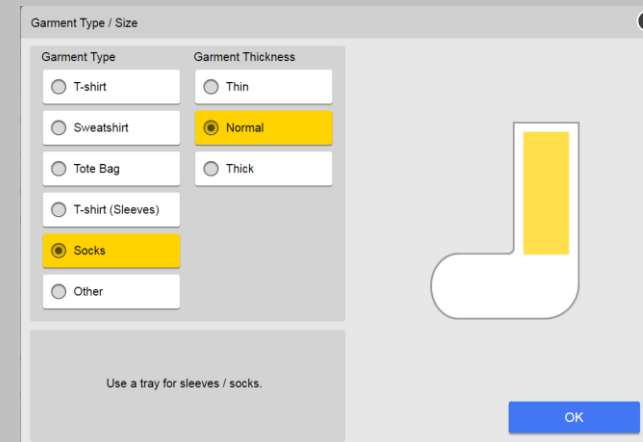 Garment Type / Size
Garment Type
Garment Thickness
T-shirt
Thin
Sweatshirt
Normal
Tote Bag
Thick
T-shirt (Sleeves)
Socks
Other
Use a tray for sleeves / socks.
OK